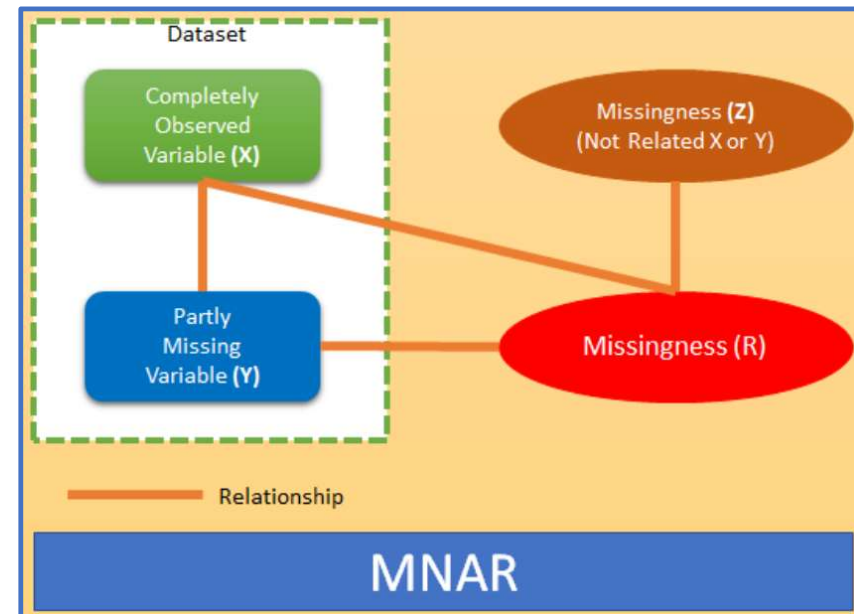 Dataset
Completely
Observed
Variable (X)
Missingness (Z)
(Not Related X or Y)
Partly
Missing
Variable (Y)
Missingness (R)
Relationship
MNAR